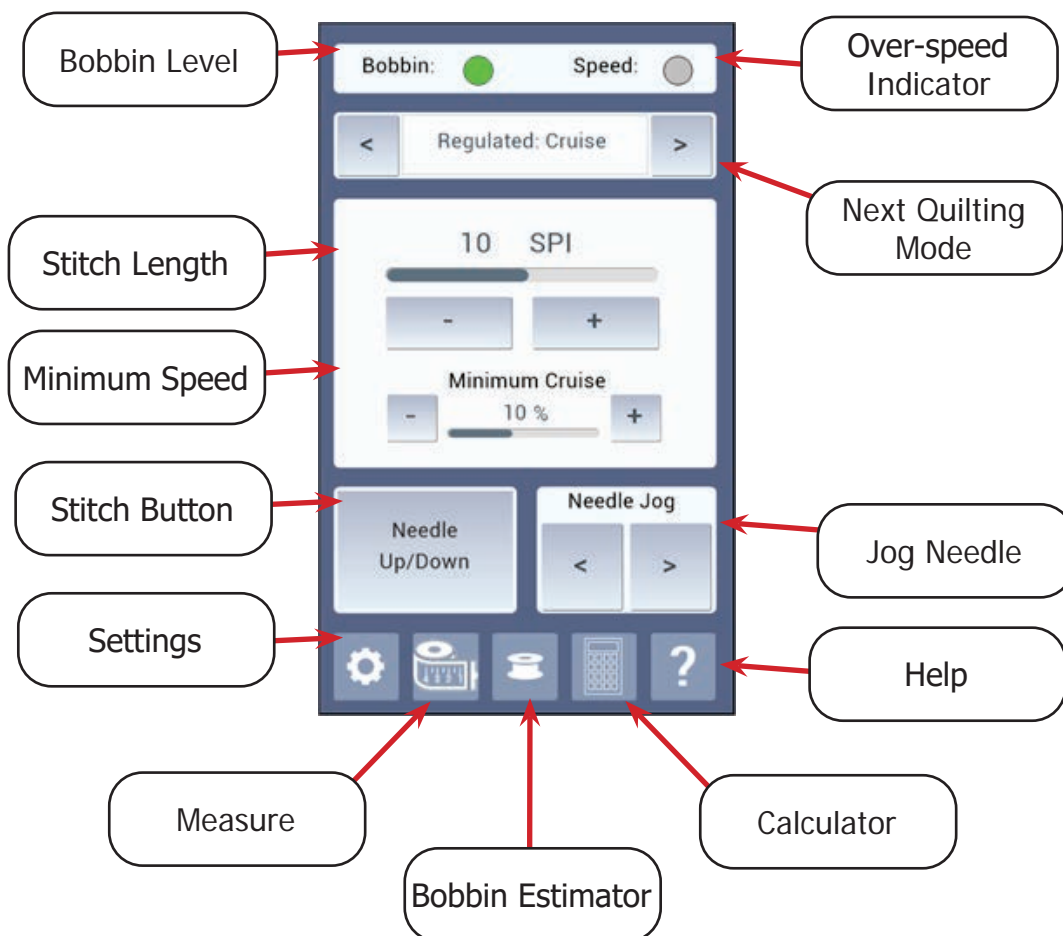 Bobbin Level
Bobbin:
Speed:
Over-speed
Indicator
<
Regulated: Cruise
>
Next Quilting
Mode
Stitch Length
10 SPI
-
+
Minimum Speed
Minimum Cruise
-
10 %
+
Stitch Button
Needle
Up/Down
Needle Jog
<
>
Jog Needle
Settings
?
Help
Measure
Calculator
Bobbin Estimator